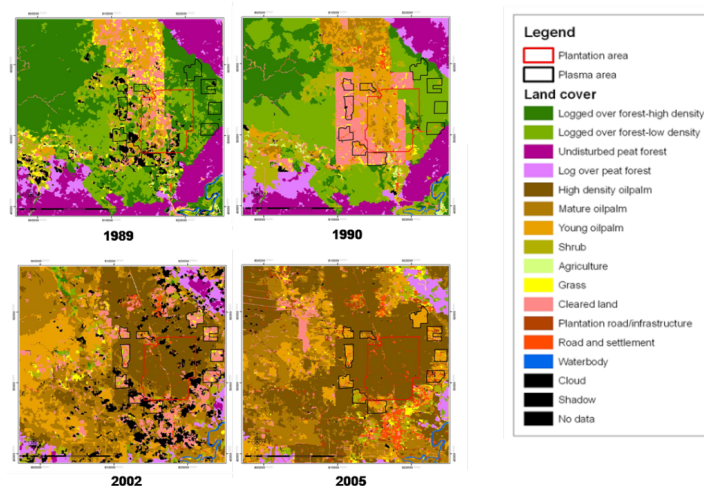 1989
1990
2002
2005
Legend
Plantation area
Plasma area
Land cover
Logged over forest-high density
Logged over forest-low density
Undisturbed peat forest
Log over peat forest
High density oilpalm
Mature oilpalm
Young oilpalm
Shrub
Agriculture
Grass
Cleared land
Plantation road/infrastructure
Road and settlement
Waterbody
Cloud
Shadow
No data